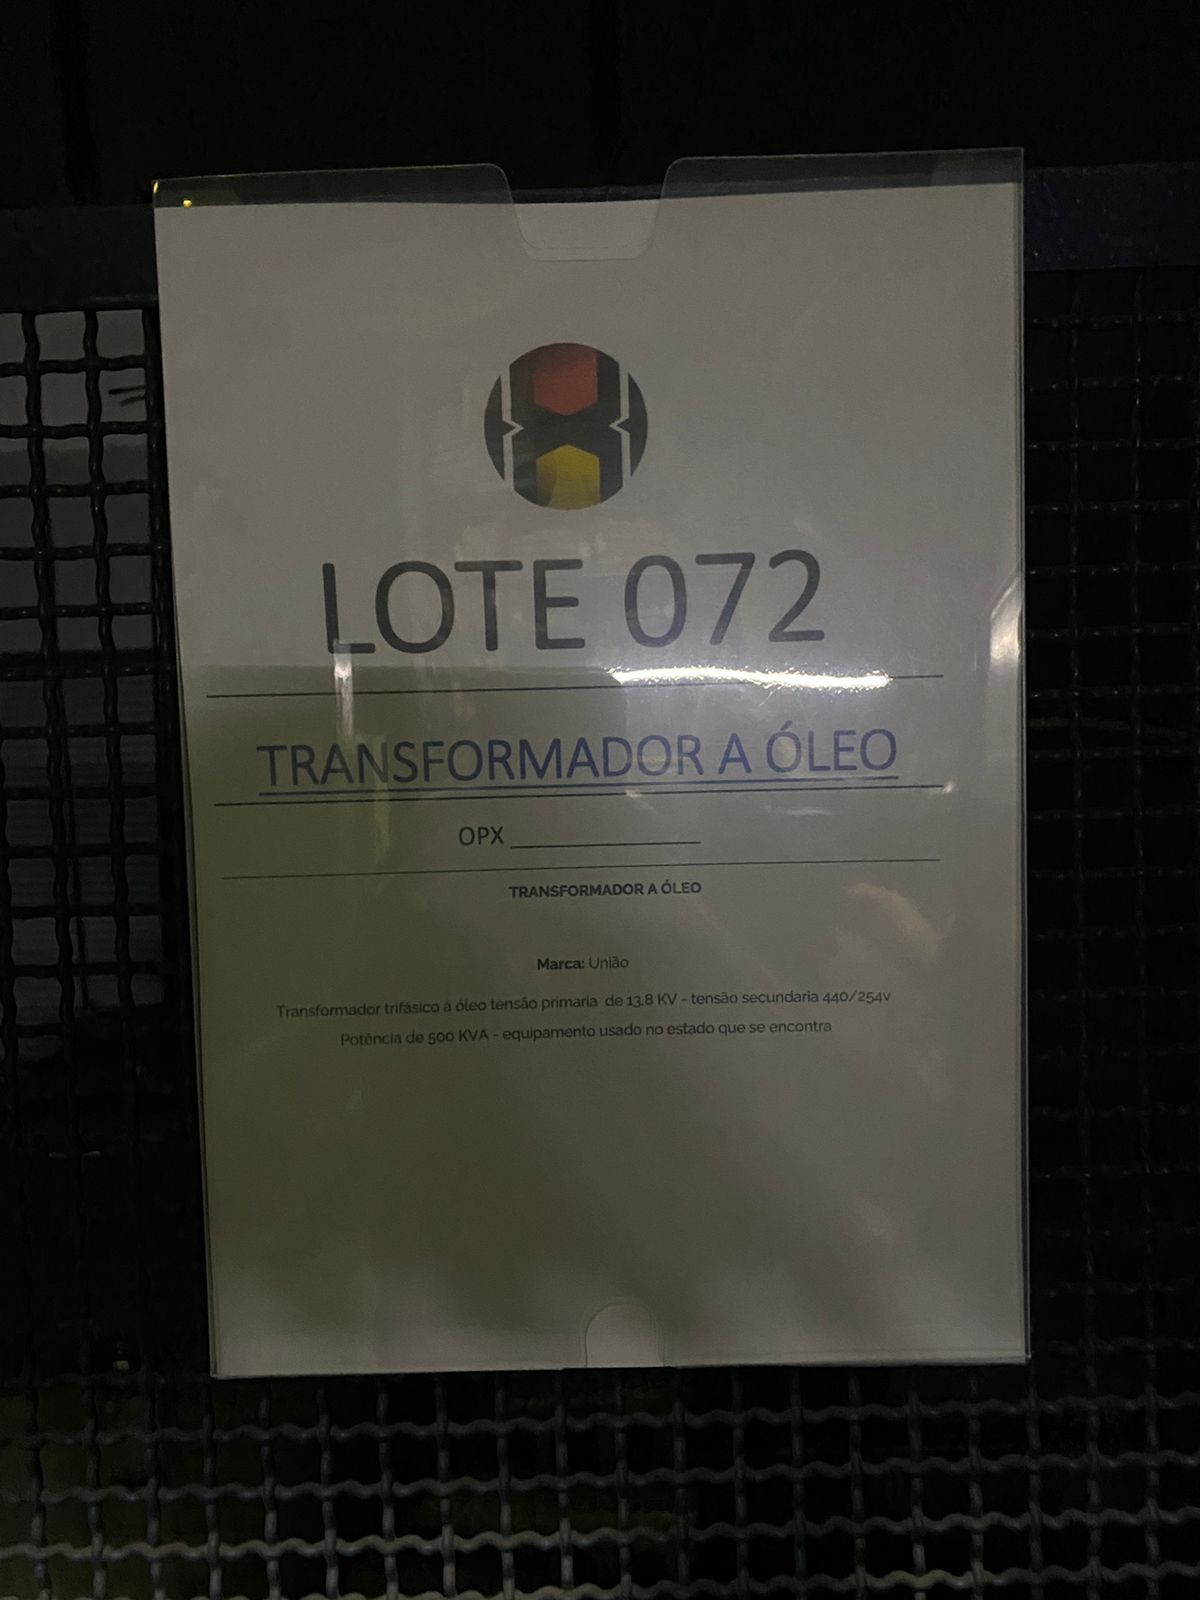 LOTE 072
TRANSFORMADOR A ÓLEO
OPX
TRANSFORMADOR A ÓLEO
Marca: União
Transformador trifásico à óleo tensão primaria de 13.8 KV - tensão secundaria 440/254v
Potência de 500 KVA - equipamento usado no estado que se encontra